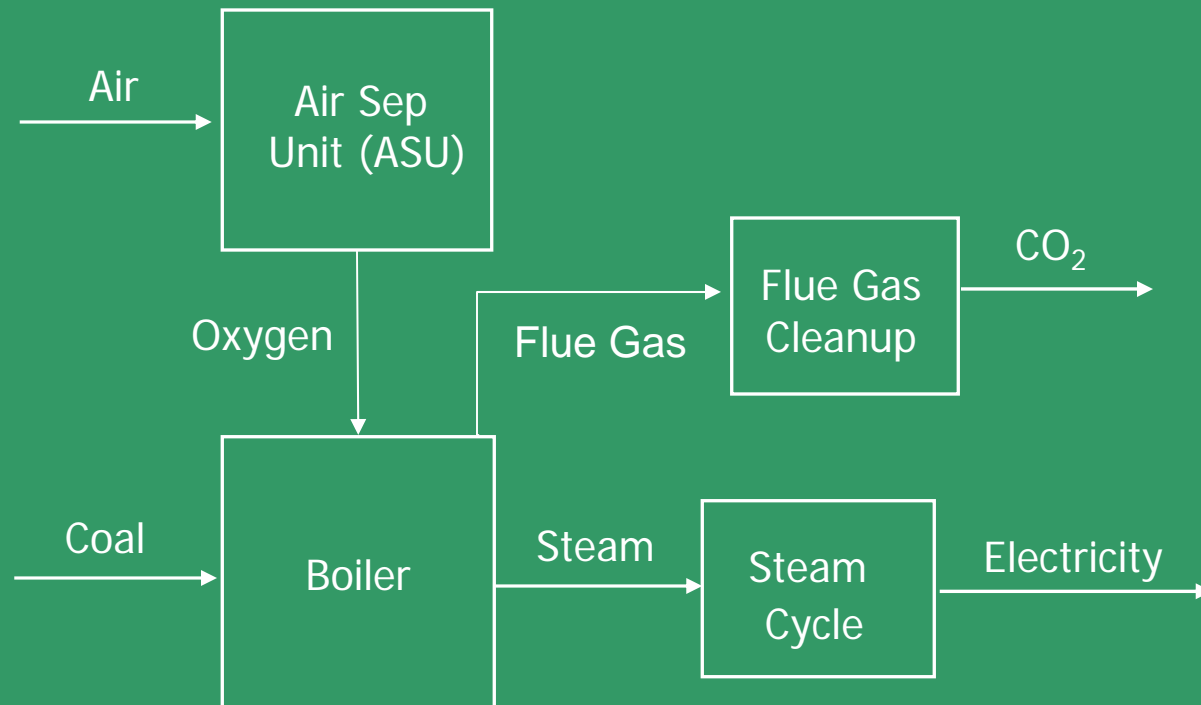 Air
Air Sep
Unit (ASU)
CO₂
Flue Gas
Cleanup
Oxygen
Flue Gas
Coal
Boiler
Steam
Steam
Cycle
Electricity